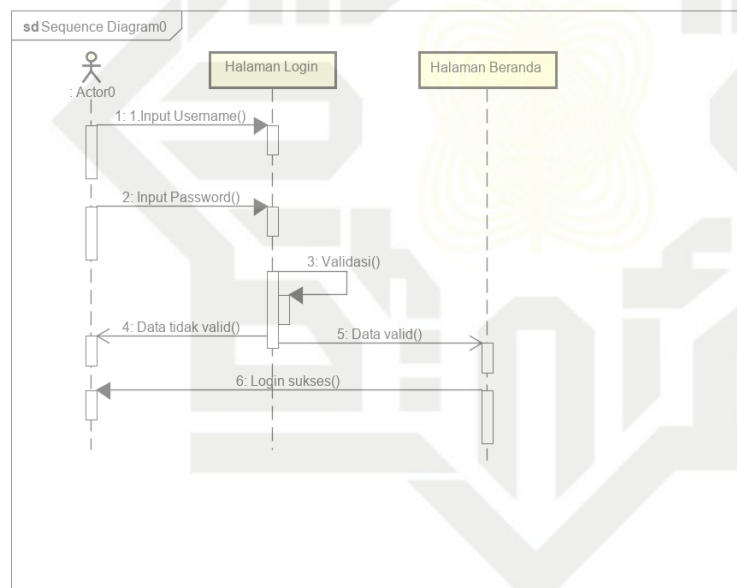 sd Sequence Diagram0
Halaman Login
Halaman Beranda
: Actor0
1: 1.Input Username()
2: Input Password()
3: Validasi()
4: Data tidak valid()
5: Data valid()
6: Login sukses()